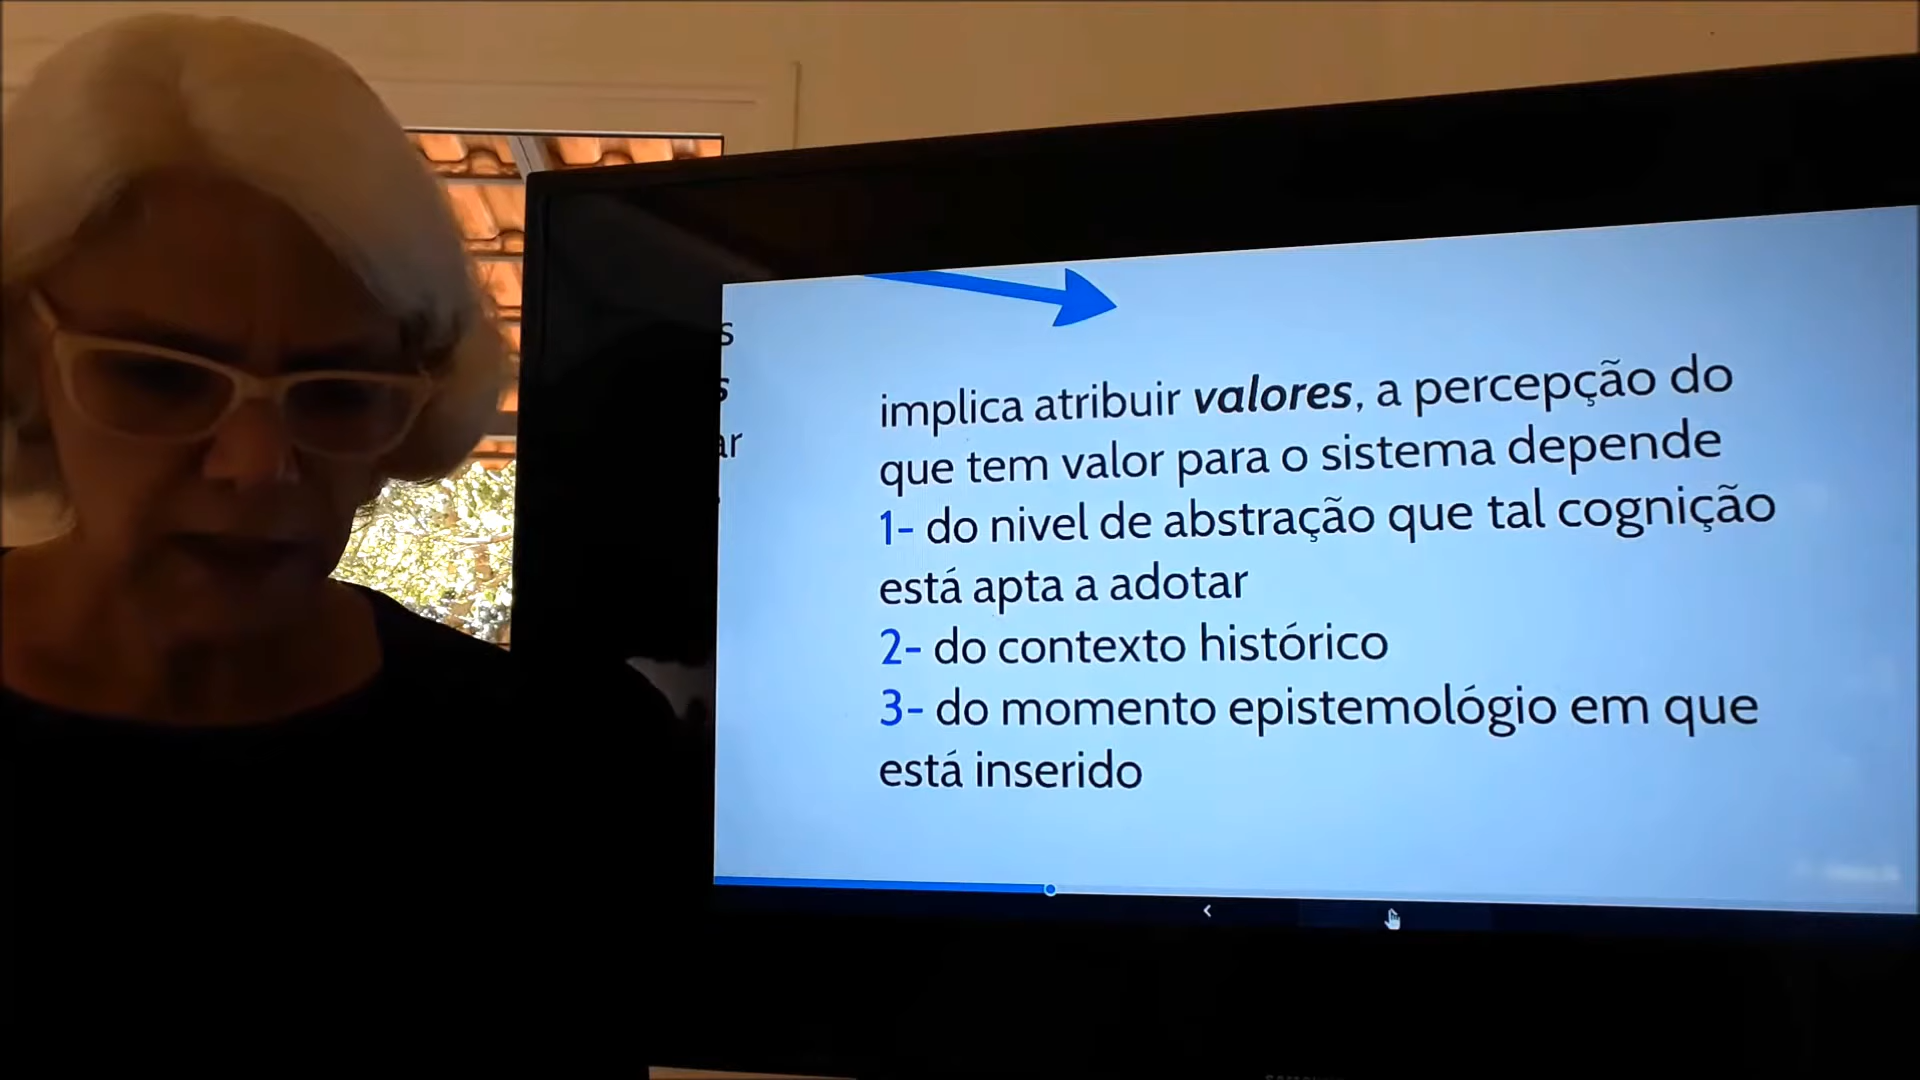 s
s
ar
implica atribuir valores, a percepção do
que tem valor para o sistema depende
1- do nivel de abstração que tal cognição
está apta a adotar
2- do contexto histórico
3- do momento epistemológio em que
está inserido